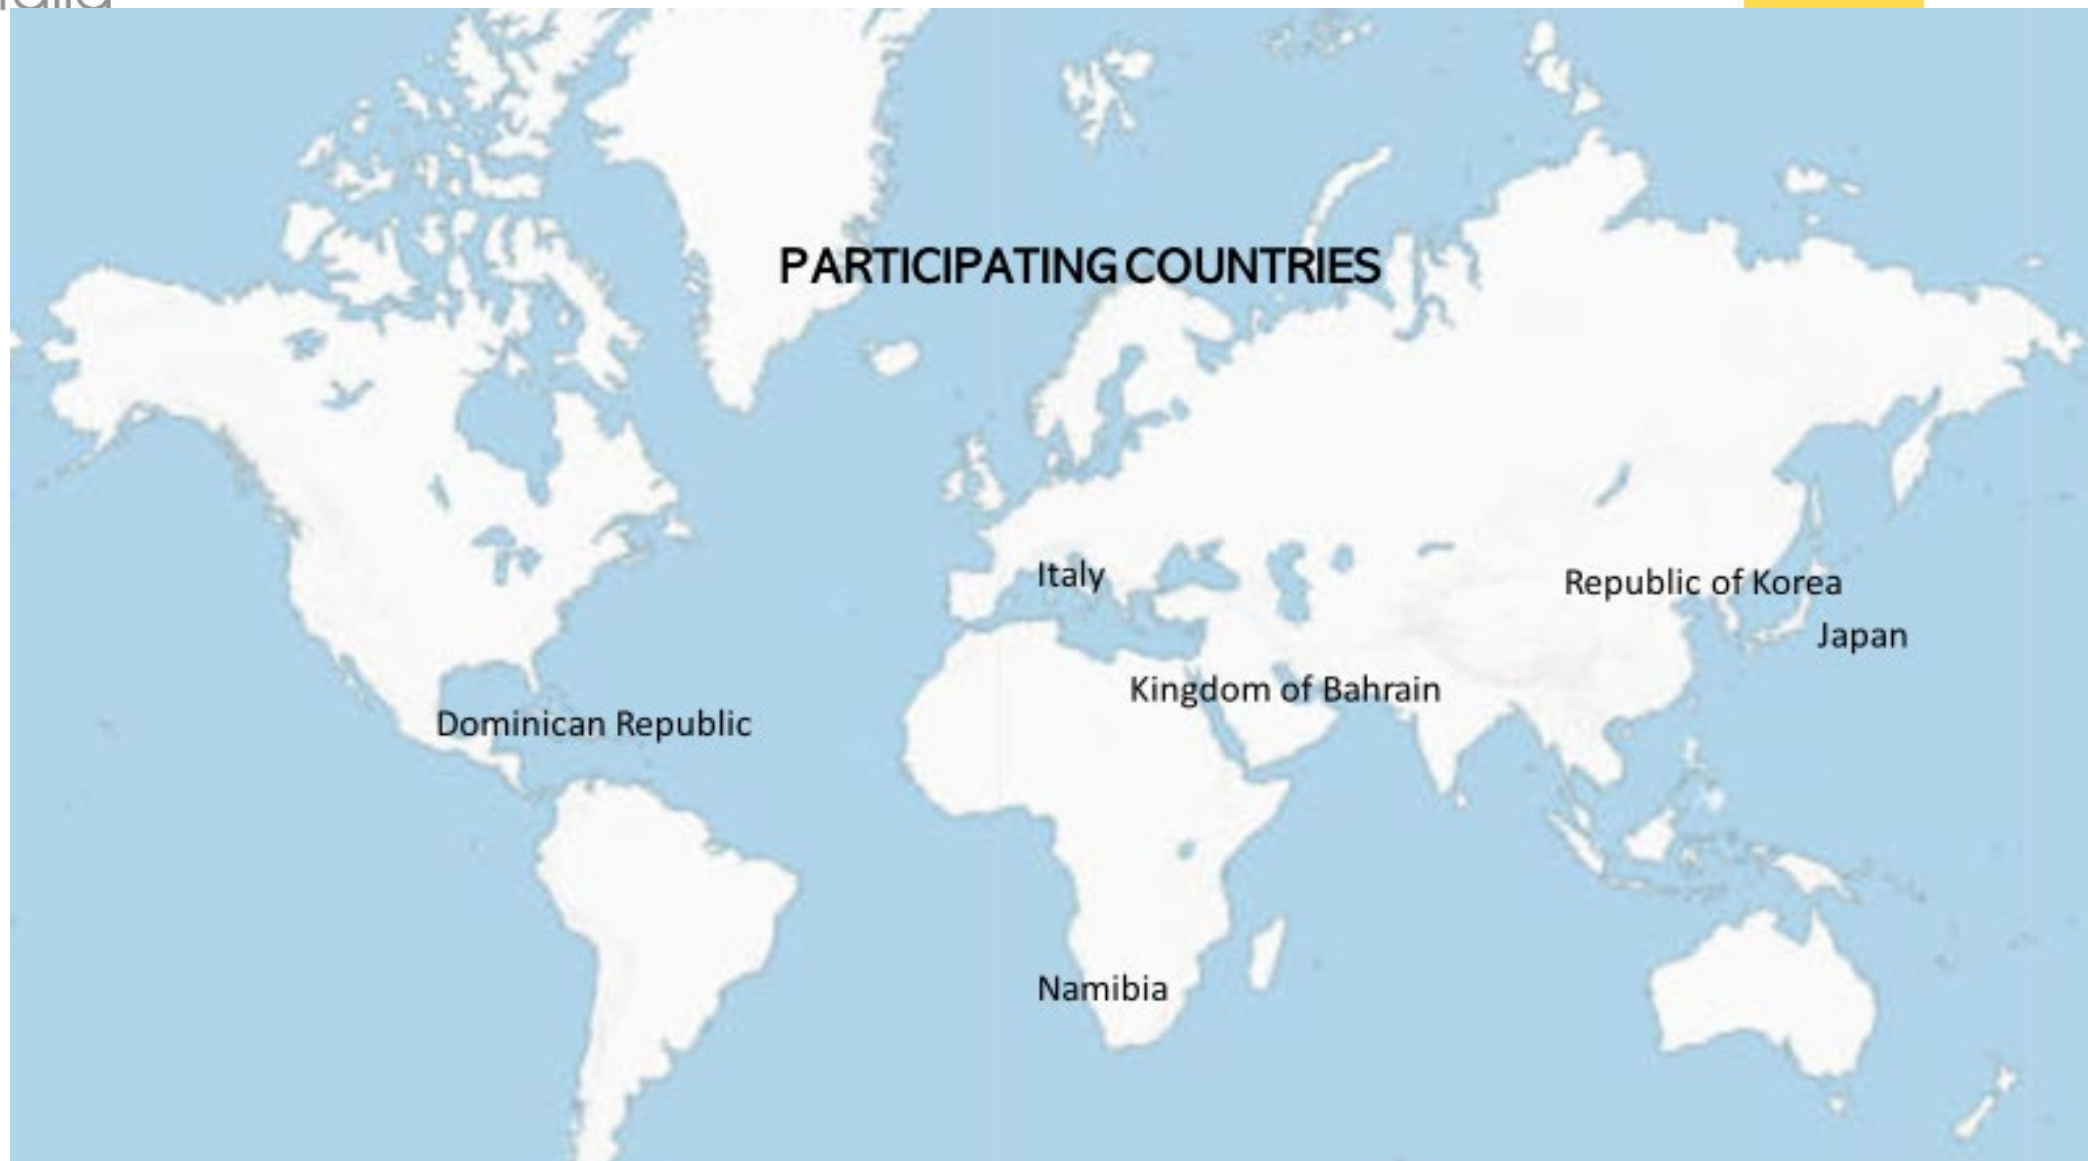 PARTICIPATING COUNTRIES
Italy
Republic of Korea
Japan
Kingdom of Bahrain
Dominican Republic
Namibia